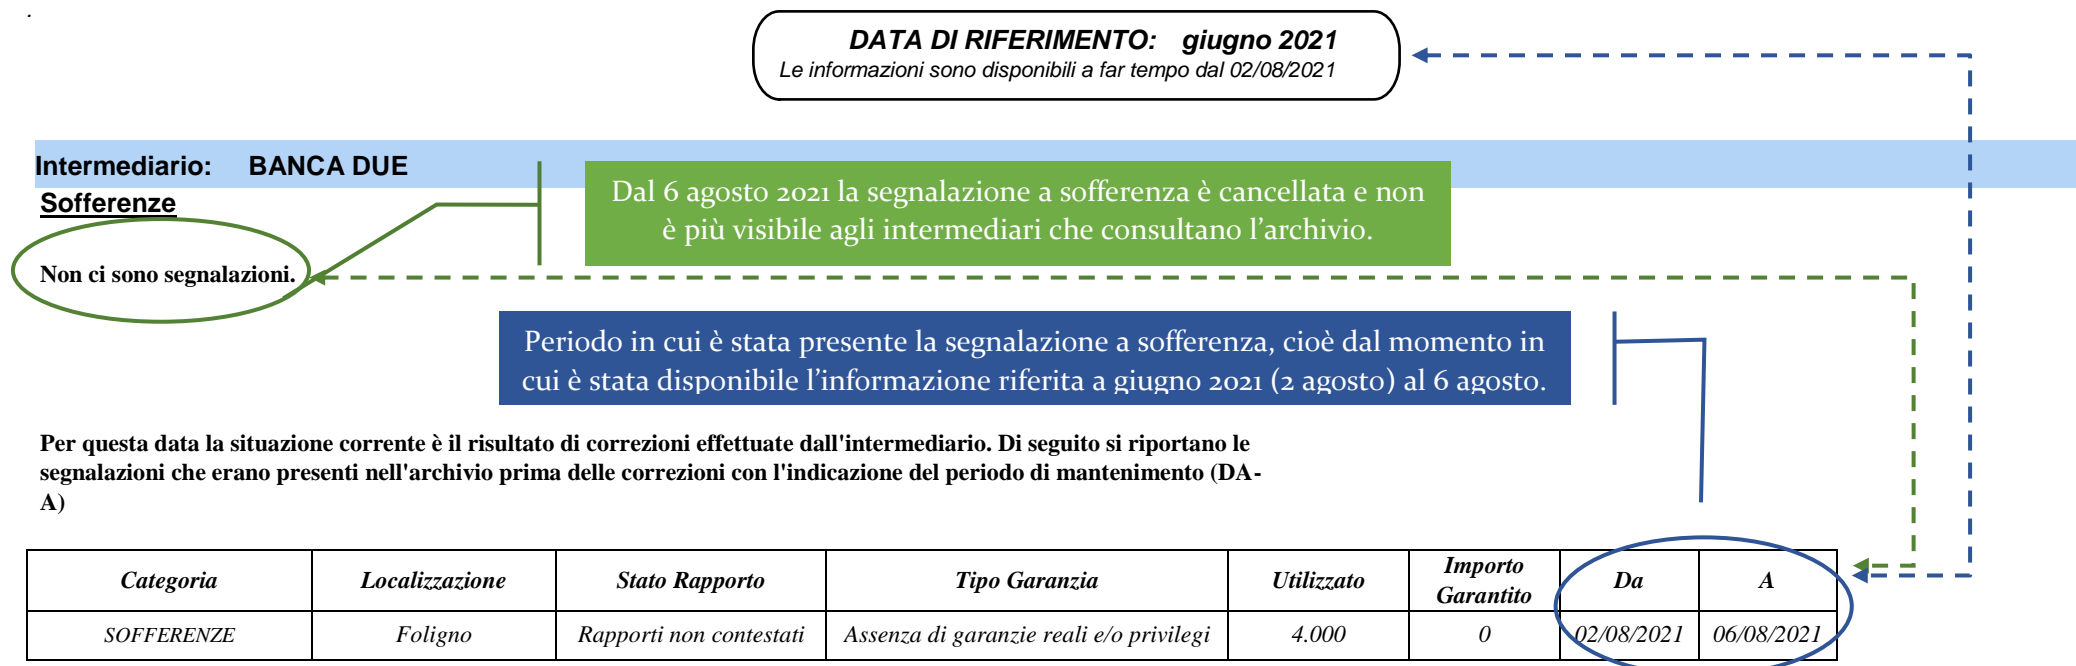 .
DATA DI RIFERIMENTO: giugno 2021
Le informazioni sono disponibili a far tempo dal 02/08/2021
Intermediario: BANCA DUE
Sofferenze
Dal 6 agosto 2021 la segnalazione a sofferenza è cancellata e non
è più visibile agli intermediari che consultano l'archivio.
Non ci sono segnalazioni.
Periodo in cui è stata presente la segnalazione a sofferenza, cioè dal momento in
cui è stata disponibile l'informazione riferita a giugno 2021 (2 agosto) al 6 agosto.
Per questa data la situazione corrente è il risultato di correzioni effettuate dall'intermediario. Di seguito si riportano le
segnalazioni che erano presenti nell'archivio prima delle correzioni con l'indicazione del periodo di mantenimento (DA-
A)
Categoria Localizzazione Stato Rapporto Tipo Garanzia Utilizzato Importo Garantito Da A
SOFFERENZE Foligno Rapporti non contestati Assenza di garanzie reali e/o privilegi 4.000 0 02/08/2021 06/08/2021